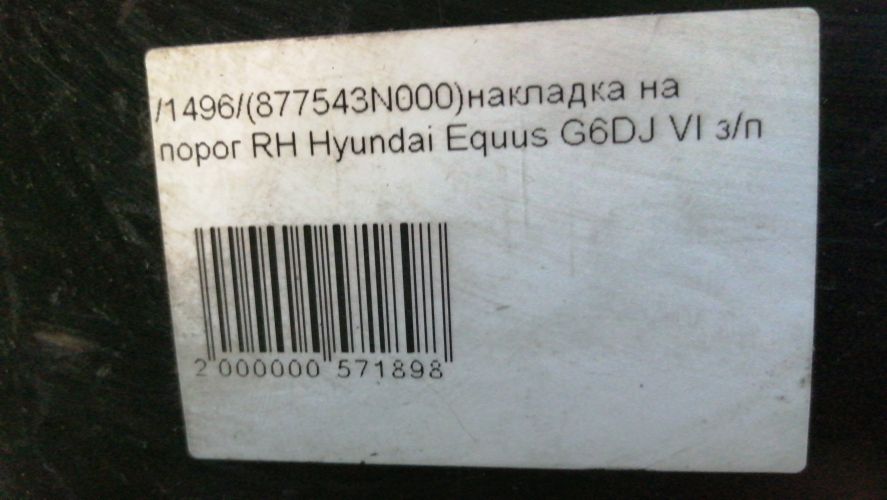 /1496/(877543N000)накладка на
порог RH Hyundai Equus G6DJ VI з/п
2 000000 571898